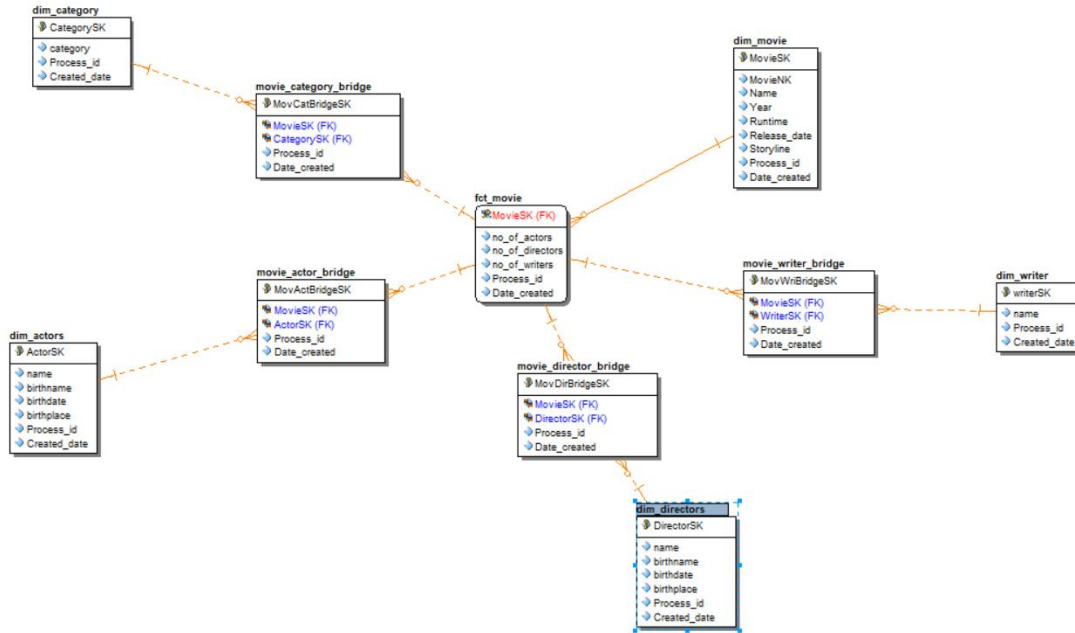 dim_category
CategorySK
category
Process_id
Created_date
movie_category_bridge
MovCatBridgeSK
MovieSK (FK)
CategorySK (FK)
Process_id
Date_created
dim_movie
MovieSK
MovieNK
Name
Year
Runtime
Release_date
Storyline
Process_id
Date_created
fct_movie
MovieSK (FK)
no_of_actors
no_of_directors
no_of_writers
Process_id
Date_created
movie_actor_bridge
MovActBridgeSK
MovieSK (FK)
ActorSK (FK)
Process_id
Date_created
dim_actors
ActorSK
name
birthname
birthdate
birthplace
Process_id
Created_date
movie_writer_bridge
MovWriBridgeSK
MovieSK (FK)
WriterSK (FK)
Process_id
Date_created
dim_writer
writerSK
name
Process_id
Created_date
movie_director_bridge
MovDirBridgeSK
MovieSK (FK)
DirectorSK (FK)
Process_id
Date_created
dim_directors
DirectorSK
name
birthname
birthdate
birthplace
Process_id
Created_date